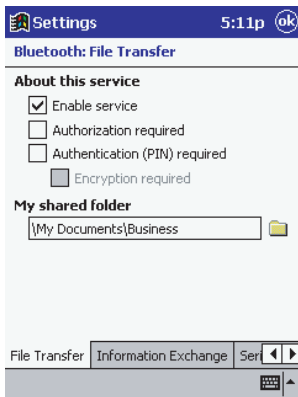 Settings 5:11p ok
Bluetooth: File Transfer
About this service
Enable service
Authorization required
Authentication (PIN) required
Encryption required
My shared folder
\My Documents\Business
File Transfer Information Exchange Seri